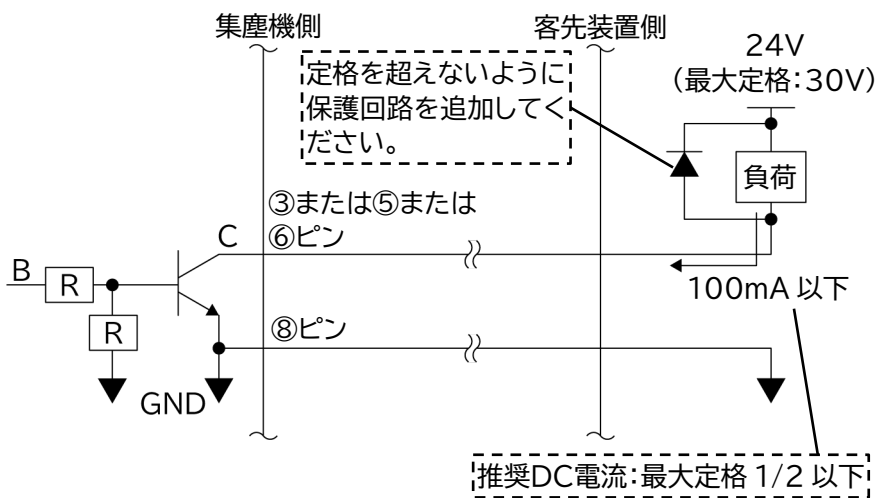 集塵機側
客先装置側
24V
（最大定格：30V）
定格を超えないように
保護回路を追加してく
ださい。
負荷
③または⑤または
⑥ピン
C
100mA 以下
B
R
R
⑧ピン
GND
推奨DC電流：最大定格 1/2 以下